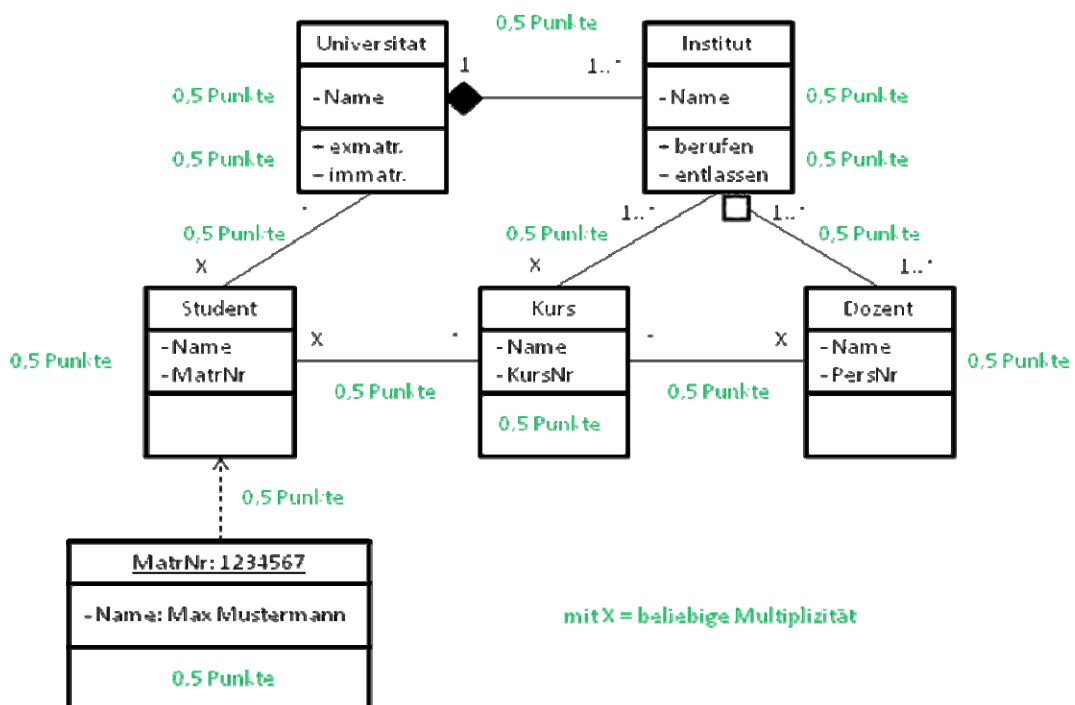 0,5 Punkte
Universitat
Institut
1
1..*
0,5 Punkte
- Name
- Name
0,5 Punkte
0,5 Punkte
+ exmatr.
+ immatr.
+ berufen
+ entlassen
0,5 Punkte
*
1..*
1..*
0,5 Punkte
0,5 Punkte
0,5 Punkte
X
X
1..*
Student
Kurs
Dozent
0,5 Punkte
- Name
- MatrNr
X
*
- Name
- KursNr
*
X
- Name
- PersNr
0,5 Punkte
0,5 Punkte
0,5 Punkte
0,5 Punkte
0,5 Punkte
MatrNr: 1234567
- Name: Max Mustermann
mit X = beliebige Multiplizität
0,5 Punkte